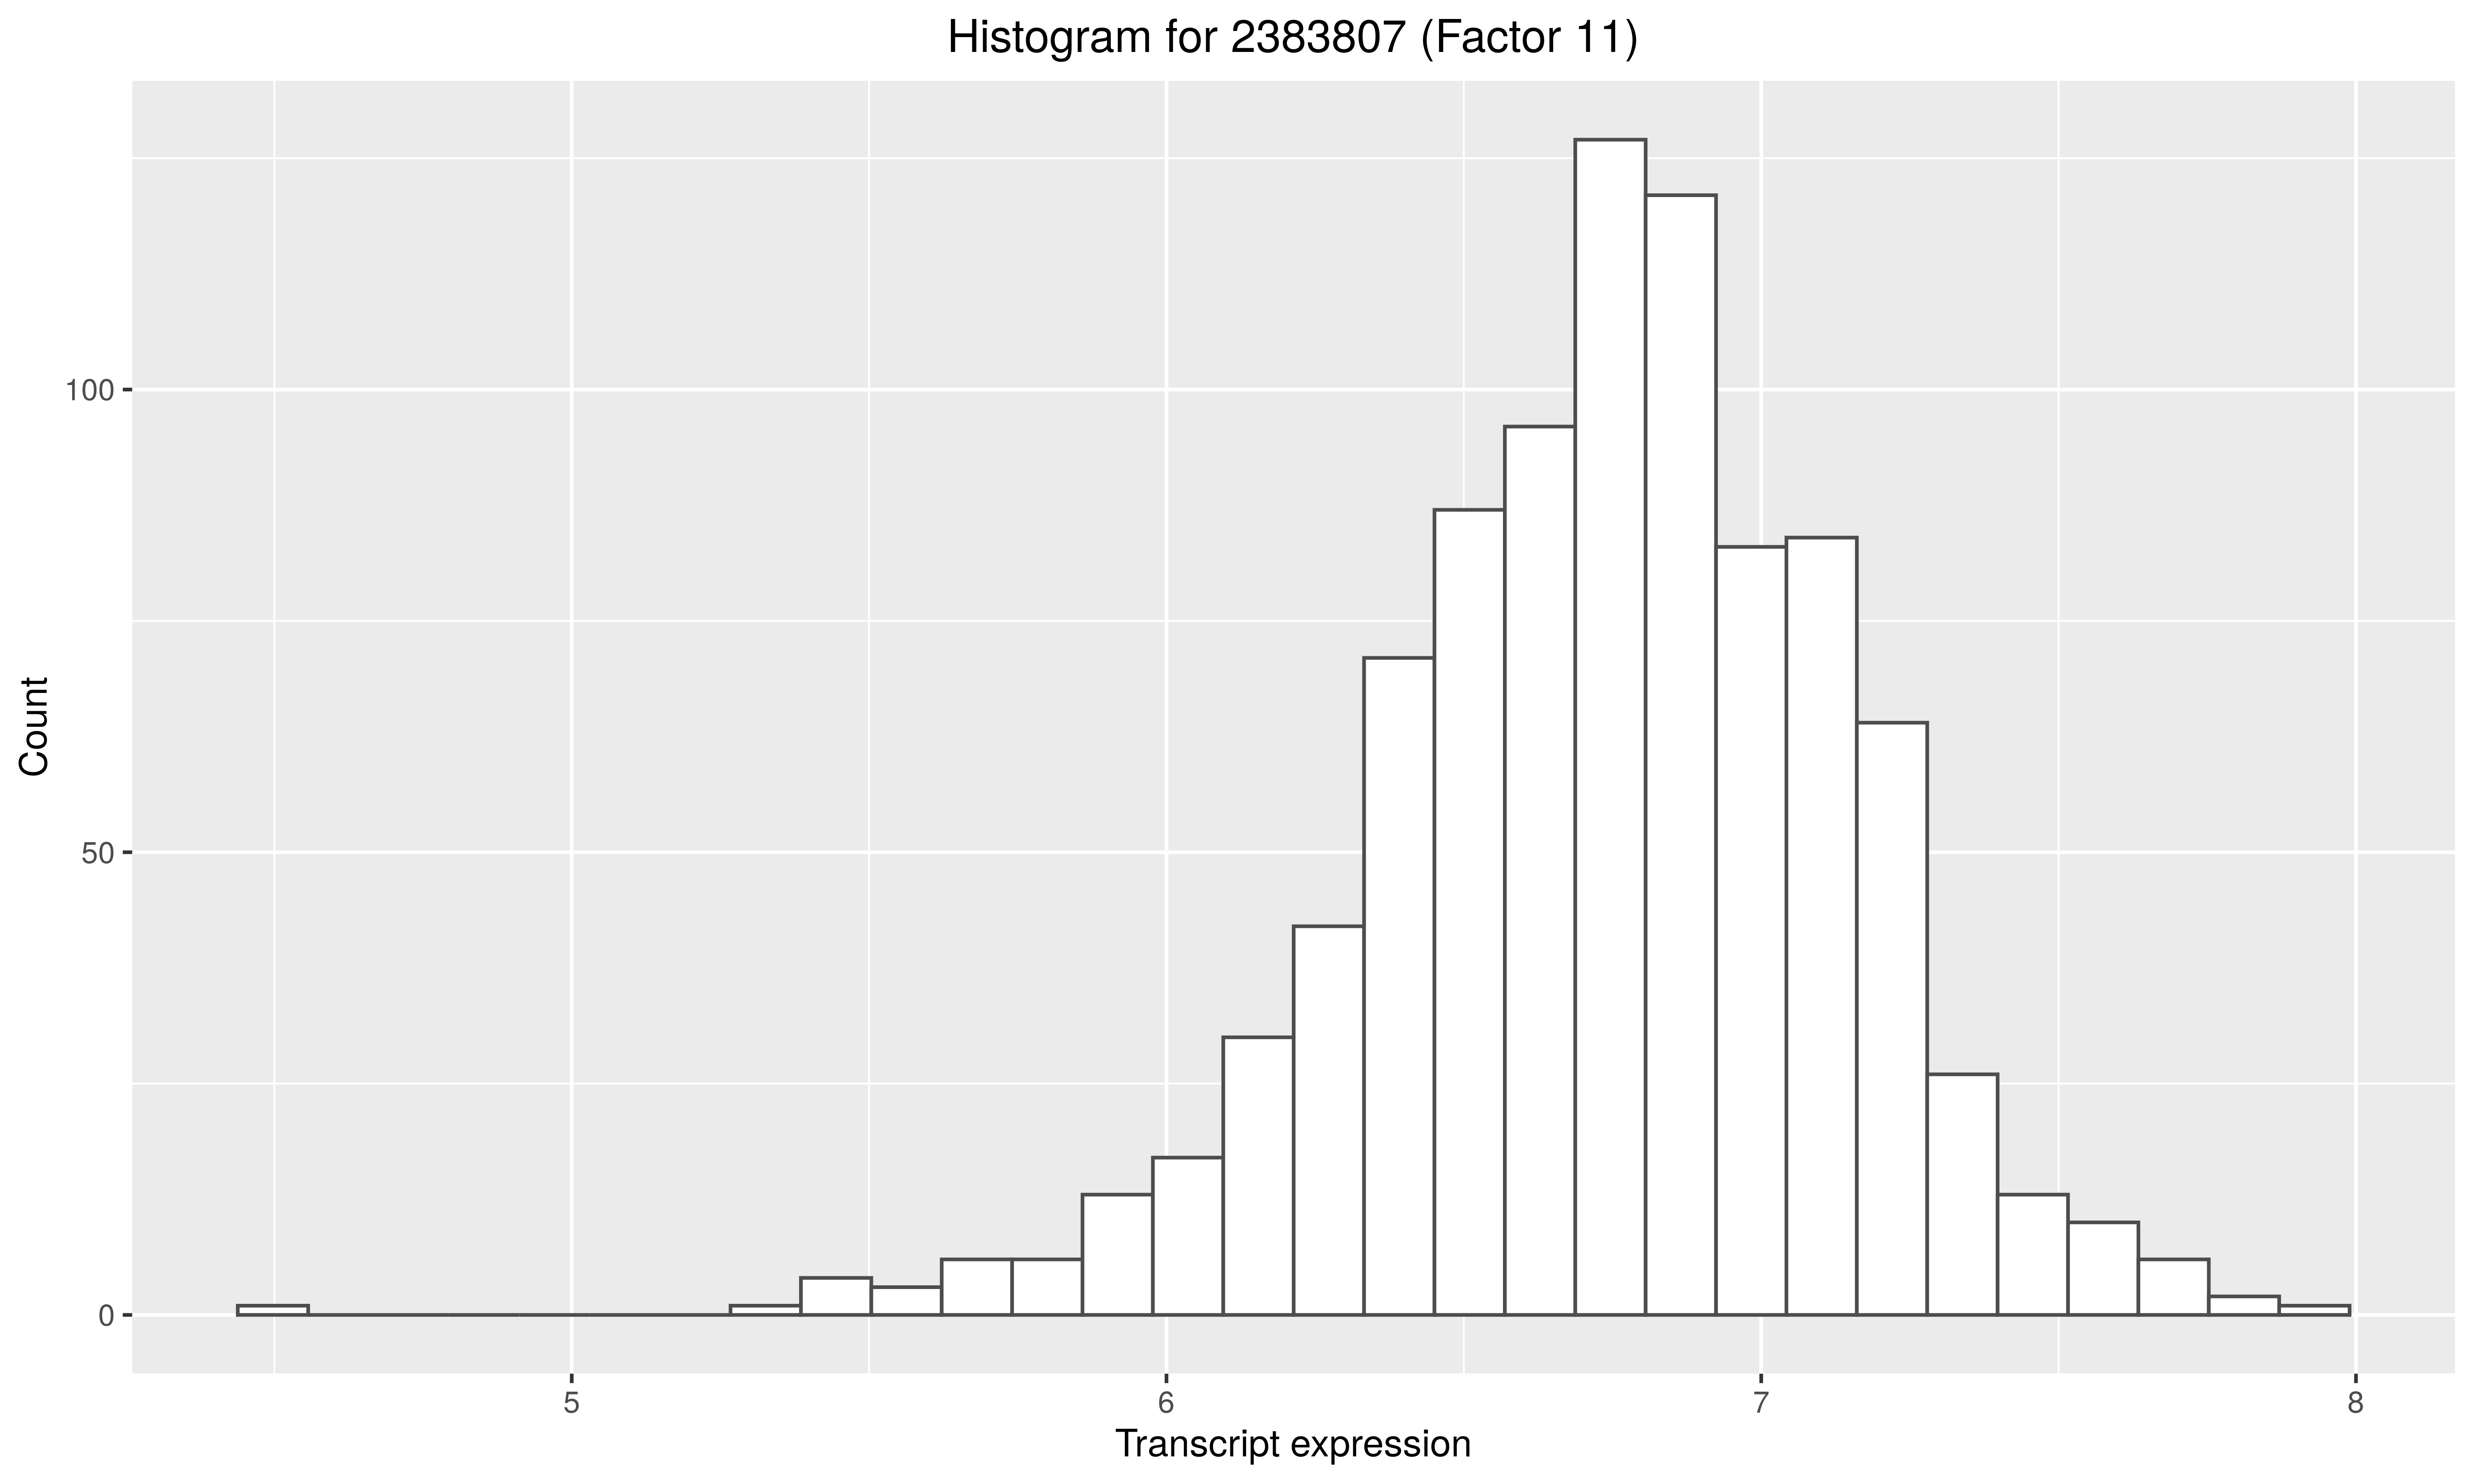 Histogram for 2383807 (Factor 11)
100
50
0
Count
5 6 7 8
Transcript expression